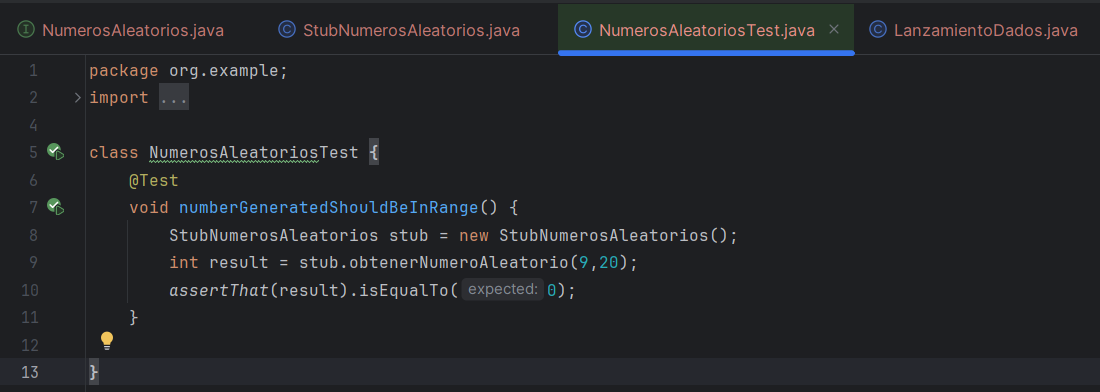 I NumerosAleatorios.java C StubNumerosAleatorios.java C NumerosAleatoriosTest.java × C LanzamientoDados.java
1 package org.example;
2 > import ...
4
5 class NumerosAleatoriosTest {
6 @Test
7 void numberGeneratedShouldBeInRange() {
8 StubNumerosAleatorios stub = new StubNumerosAleatorios();
9 int result = stub.obtenerNumeroAleatorio(9,20);
10 assertThat(result).isEqualTo( expected: 0);
11 }
12
13 }